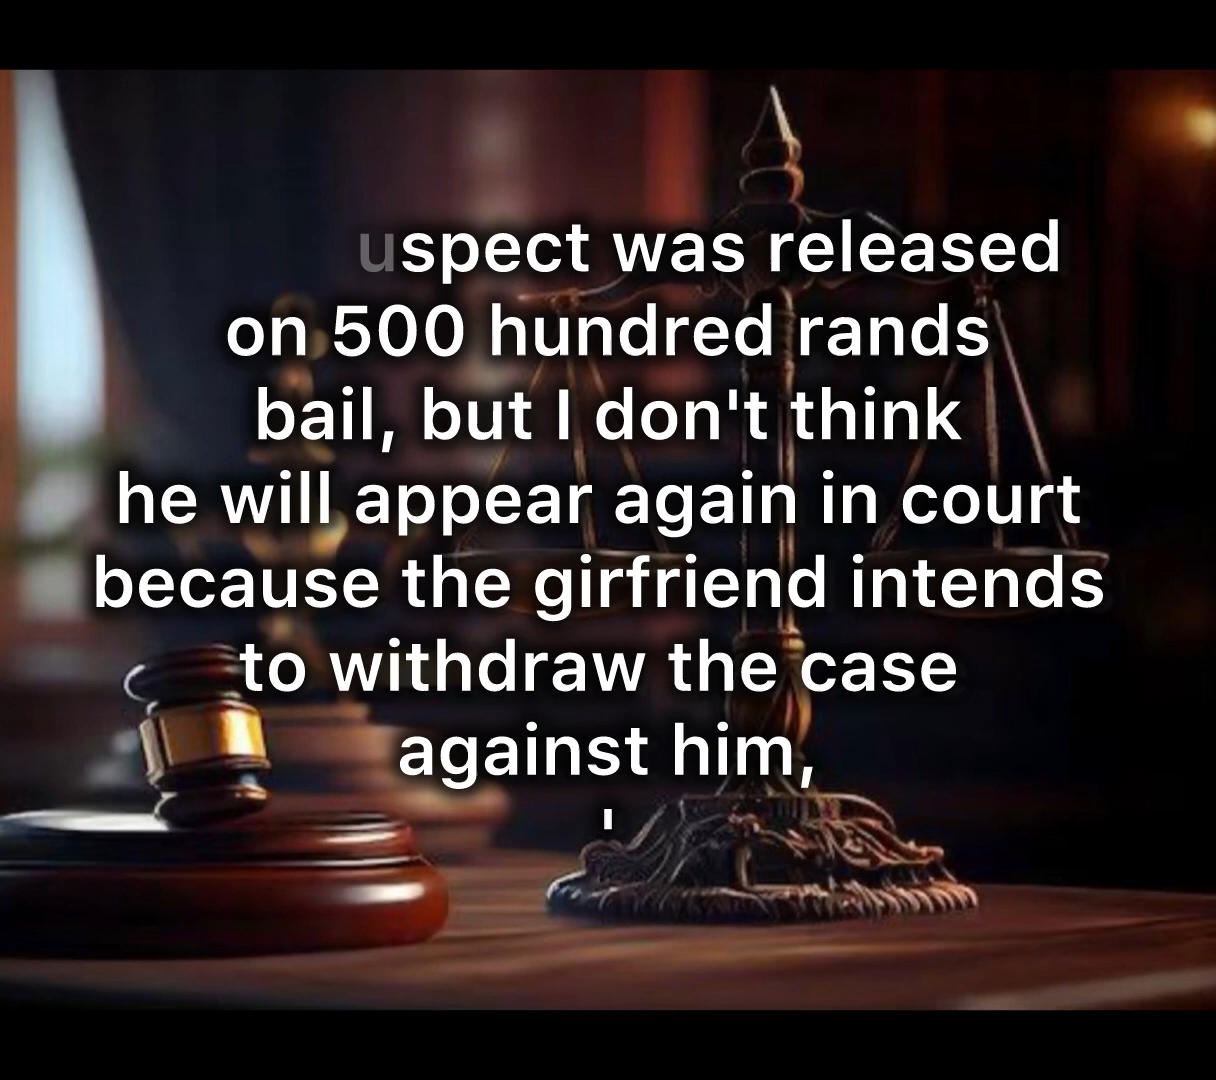 uspect was released
on 500 hundred rands
bail, but I don't think
he will appear again in court
because the girfriend intends
to withdraw the case
against him,
'